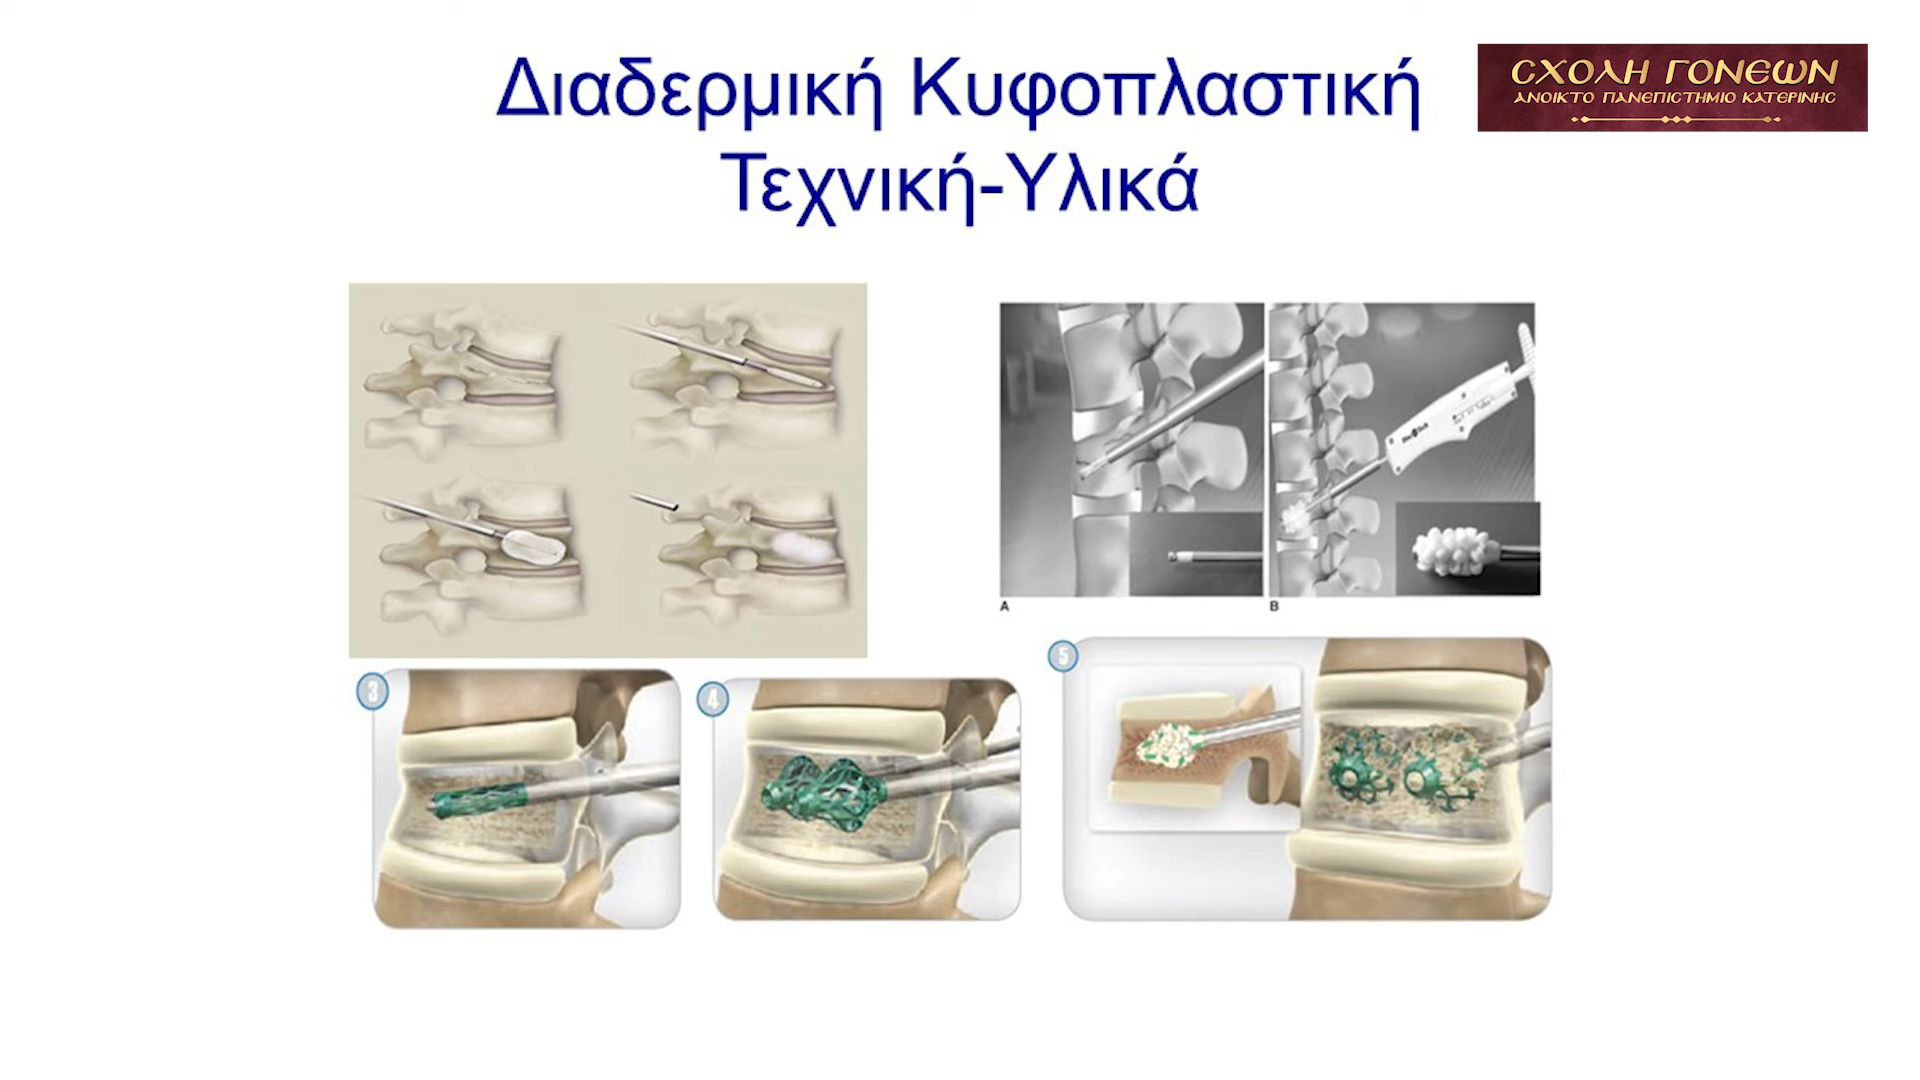 Διαδερμική Κυφοπλαστική
Τεχνική-Υλικά
ΣΧΟΛΗ ΓΟΝΕΩΝ
ΑΝΟΙΚΤΟ ΠΑΝΕΠΙΣΤΗΜΙΟ ΚΑΤΕΡΙΝΗΣ
A
B
3
4
5